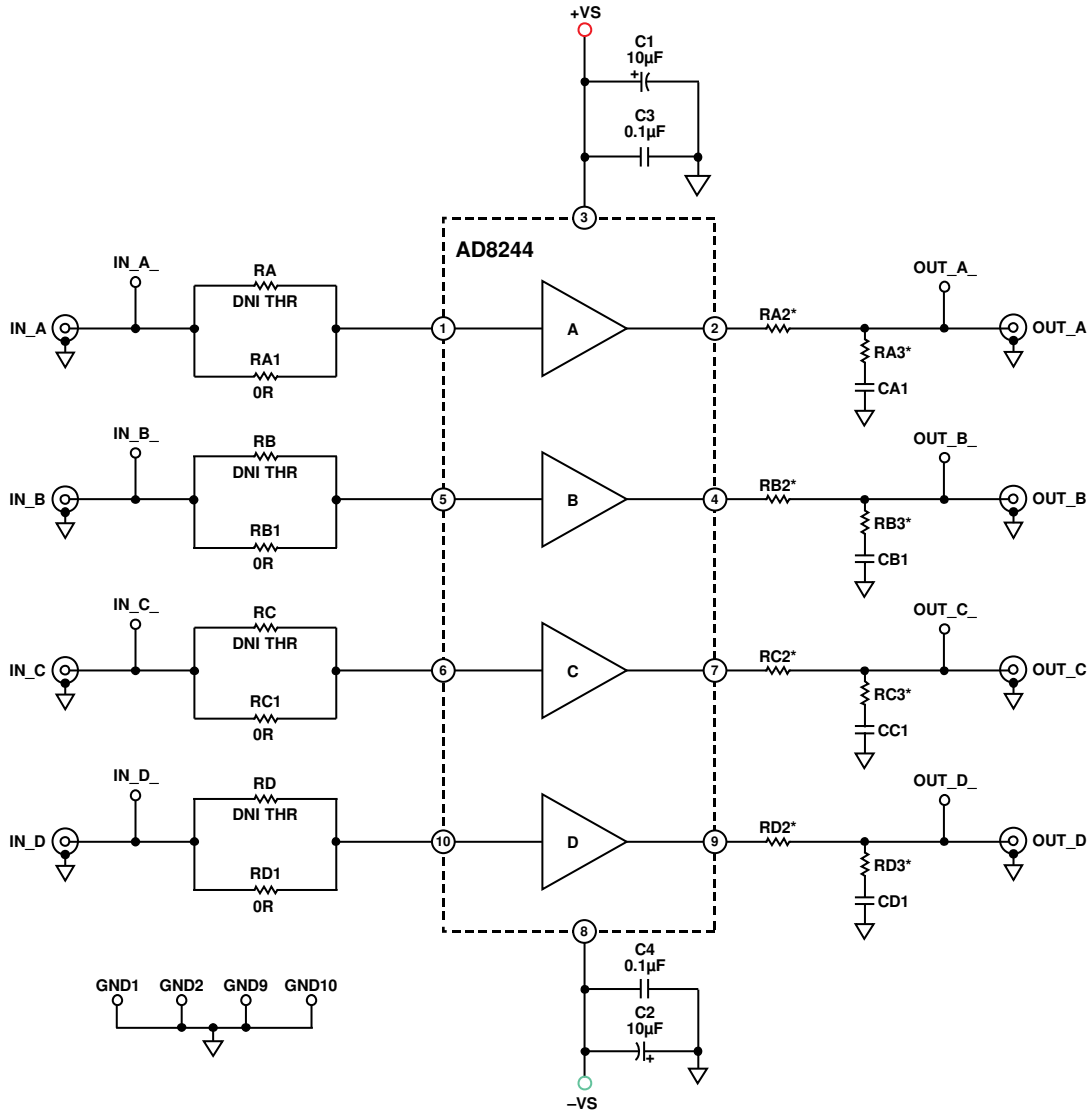 +VS
C1
10µF
+
C3
0.1µF
3
AD8244
IN_A_
RA
DNI THR
OUT_A_
IN_A
1
A
2
RA2*
OUT_A
RA1
0R
RA3*
CA1
IN_B_
RB
DNI THR
OUT_B_
IN_B
5
B
4
RB2*
OUT_B
RB1
0R
RB3*
CB1
IN_C_
RC
DNI THR
OUT_C_
IN_C
6
C
7
RC2*
OUT_C
RC1
0R
RC3*
CC1
IN_D_
RD
DNI THR
OUT_D_
IN_D
10
D
9
RD2*
OUT_D
RD1
0R
RD3*
CD1
8
C4
0.1µF
GND1 GND2 GND9 GND10
C2
10µF
+
–VS